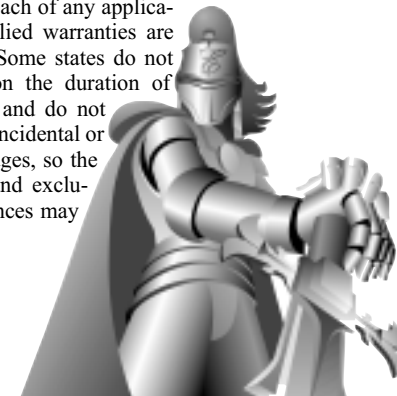 ach of any applica-
lied warranties are
Some states do not
on the duration of
and do not
ncidental or
ges, so the
nd exclu-
nces may